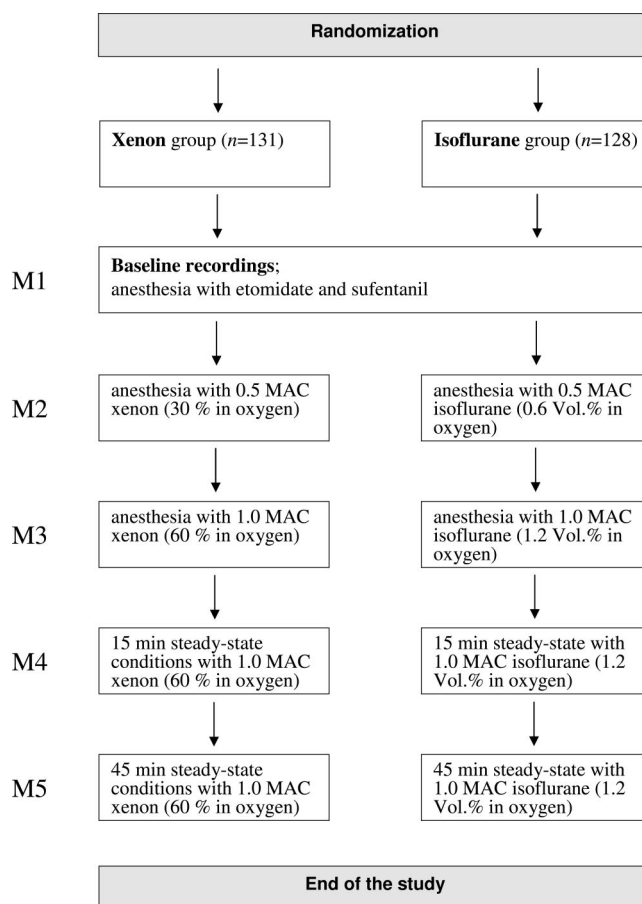 Randomization
Xenon group (n=131)
Isoflurane group (n=128)
M1
Baseline recordings;
anesthesia with etomidate and sufentanil
M2
anesthesia with 0.5 MAC
xenon (30 % in oxygen)
anesthesia with 0.5 MAC
isoflurane (0.6 Vol.% in
oxygen)
M3
anesthesia with 1.0 MAC
xenon (60 % in oxygen)
anesthesia with 1.0 MAC
isoflurane (1.2 Vol.% in
oxygen)
M4
15 min steady-state
conditions with 1.0 MAC
xenon (60 % in oxygen)
15 min steady-state with
1.0 MAC isoflurane (1.2
Vol.% in oxygen)
M5
45 min steady-state
conditions with 1.0 MAC
xenon (60 % in oxygen)
45 min steady-state with
1.0 MAC isoflurane (1.2
Vol.% in oxygen)
End of the study